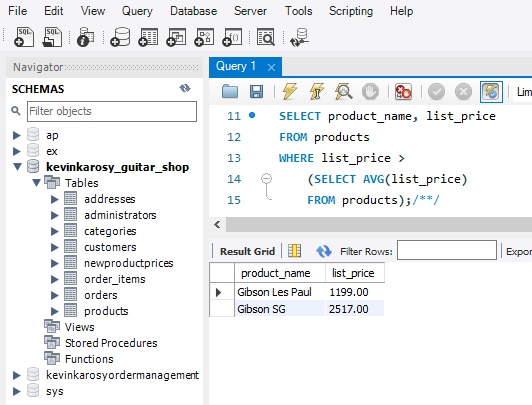 File Edit View Query Database Server Tools Scripting Help
Navigator
SCHEMAS
Filter objects
ap
ex
kevinkarosy_guitar_shop
Tables
addresses
administrators
categories
customers
newproductprices
order_items
orders
products
Views
Stored Procedures
Functions
kevinkarosyordermanagement
sys
Query 1
Lim
11 SELECT product_name, list_price
12 FROM products
13 WHERE list_price >
14 (SELECT AVG(list_price)
15 FROM products);/**/
Result Grid Filter Rows: Expor
product_name list_price
Gibson Les Paul 1199.00
Gibson SG 2517.00